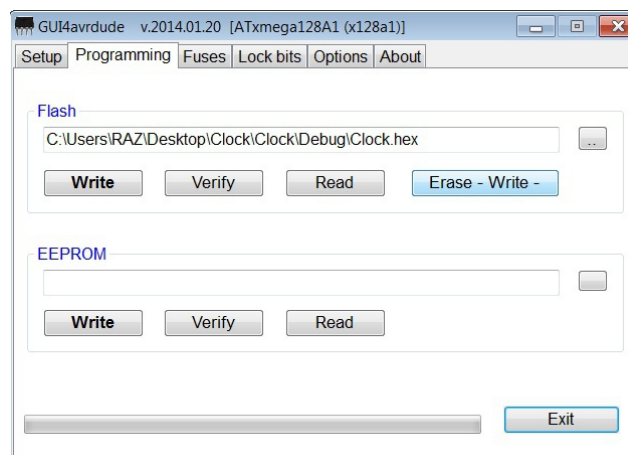 GUI4avrdude v.2014.01.20 [ATxmega128A1 (x128a1)]
Setup Programming Fuses Lock bits Options About
Flash
C:\Users\RAZ\Desktop\Clock\Clock\Debug\Clock.hex ..
Write Verify Read Erase - Write -
EEPROM
Write Verify Read
Exit